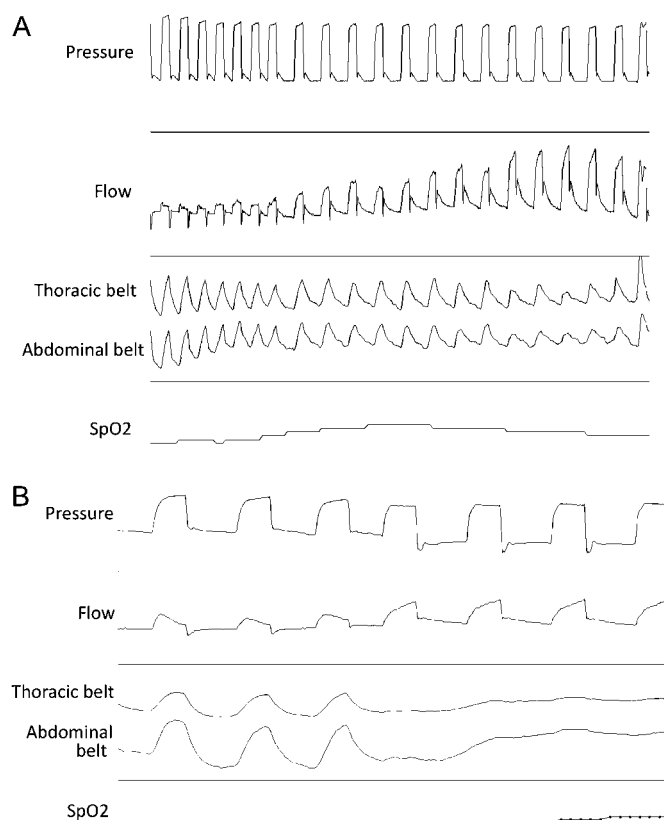 A
Pressure
Flow
Thoracic belt
Abdominal belt
SpO2
B
Pressure
Flow
Thoracic belt
Abdominal
belt
SpO2